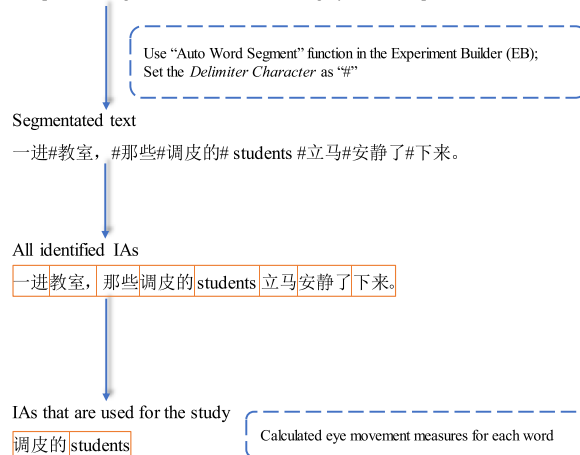 Use “Auto Word Segment” function in the Experiment Builder (EB);
Set the Delimiter Character as “#”
Segmentated text
一进#教室，#那些#调皮的# students #立马#安静了#下来。
All identified IAs
一进教室，那些调皮的 students 立马安静了下来。
IAs that are used for the study
调皮的 students
Calculated eye movement measures for each word